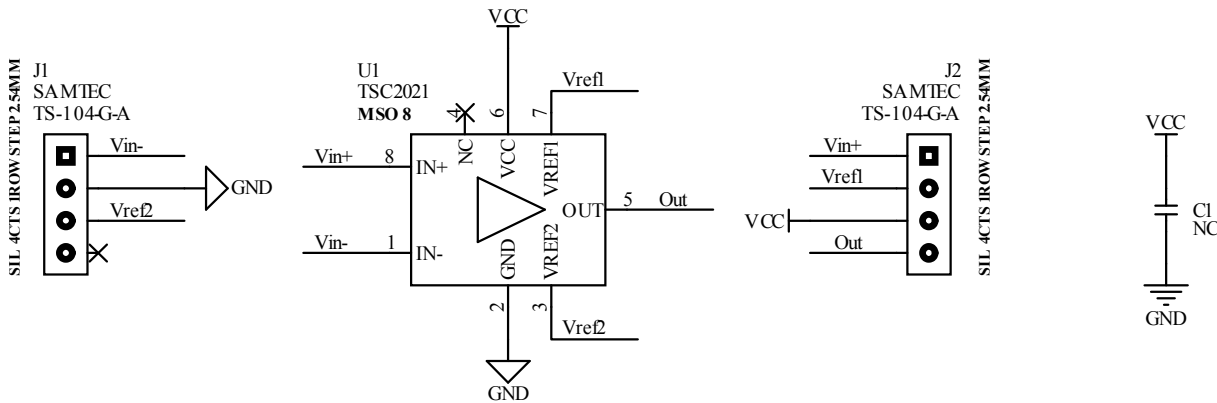 J1
SAMTEC
TS-104-G-A
SIL 4CTS 1ROW STEP 2.54MM
Vin-
GND
Vref2
U1
TSC2021
MSO 8
VCC
4
6
7
Vref1
NC
VCC
VREF1
Vin+
8
IN+
OUT
5
Out
Vin-
1
IN-
GND
VREF2
2
3
Vref2
GND
J2
SAMTEC
TS-104-G-A
Vin+
Vref1
VCC
Out
SIL 4CTS 1ROW STEP 2.54MM
VCC
C1
NC
GND